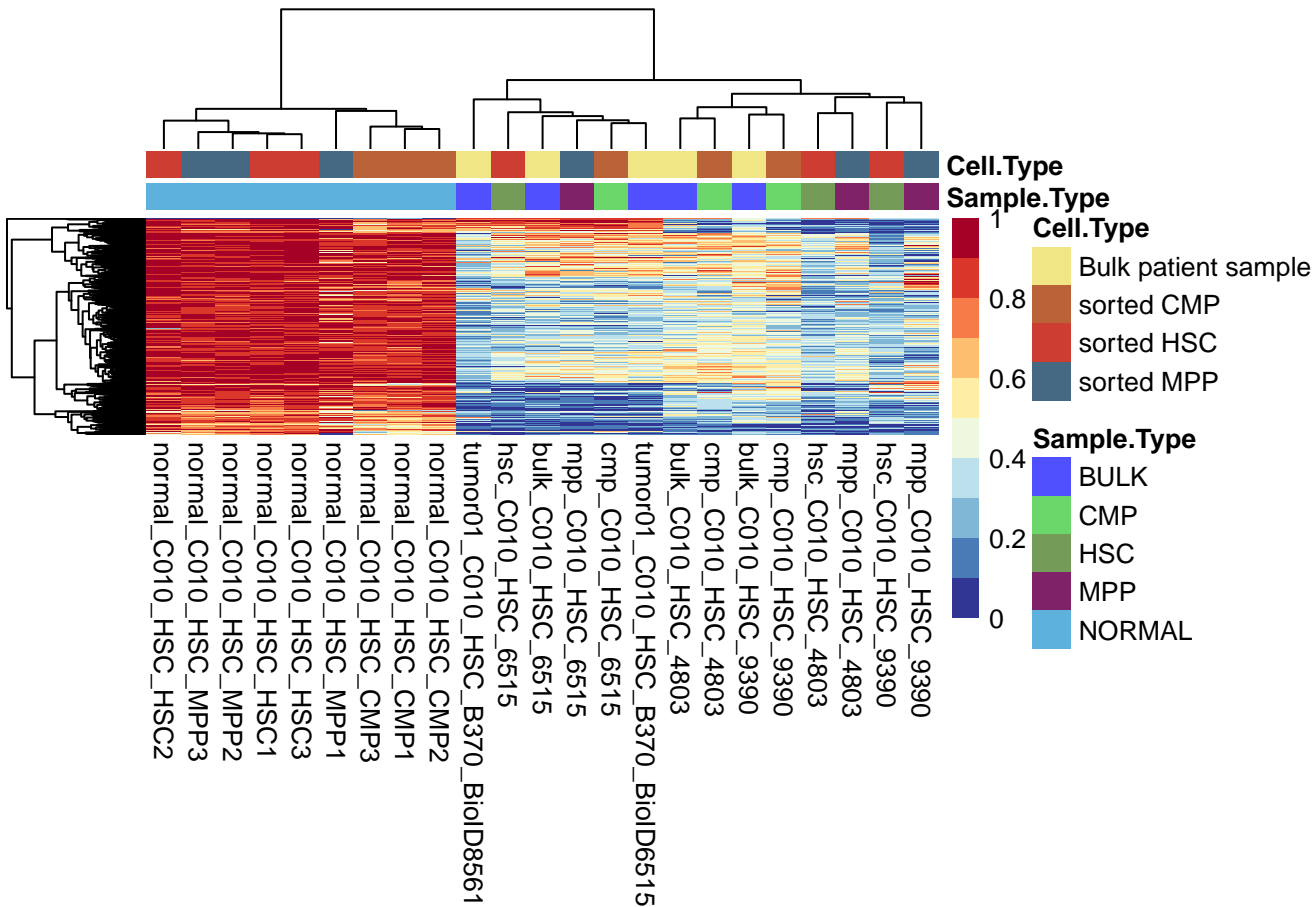 Cell.Type
Sample.Type
1
0.8
0.6
0.4
0.2
0
Cell.Type
Bulk patient sample
sorted CMP
sorted HSC
sorted MPP
Sample.Type
BULK
CMP
HSC
MPP
NORMAL
normal_C010_HSC_HSC2
normal_C010_HSC_MPP3
normal_C010_HSC_MPP2
normal_C010_HSC_HSC1
normal_C010_HSC_HSC3
normal_C010_HSC_MPP1
normal_C010_HSC_CMP3
normal_C010_HSC_CMP1
normal_C010_HSC_CMP2
tumor01_C010_HSC_B370_BioID8561
hsc_C010_HSC_6515
bulk_C010_HSC_6515
mpp_C010_HSC_6515
cmp_C010_HSC_6515
tumor01_C010_HSC_B370_BioID6515
bulk_C010_HSC_4803
cmp_C010_HSC_4803
bulk_C010_HSC_9390
cmp_C010_HSC_9390
hsc_C010_HSC_4803
mpp_C010_HSC_4803
hsc_C010_HSC_9390
mpp_C010_HSC_9390